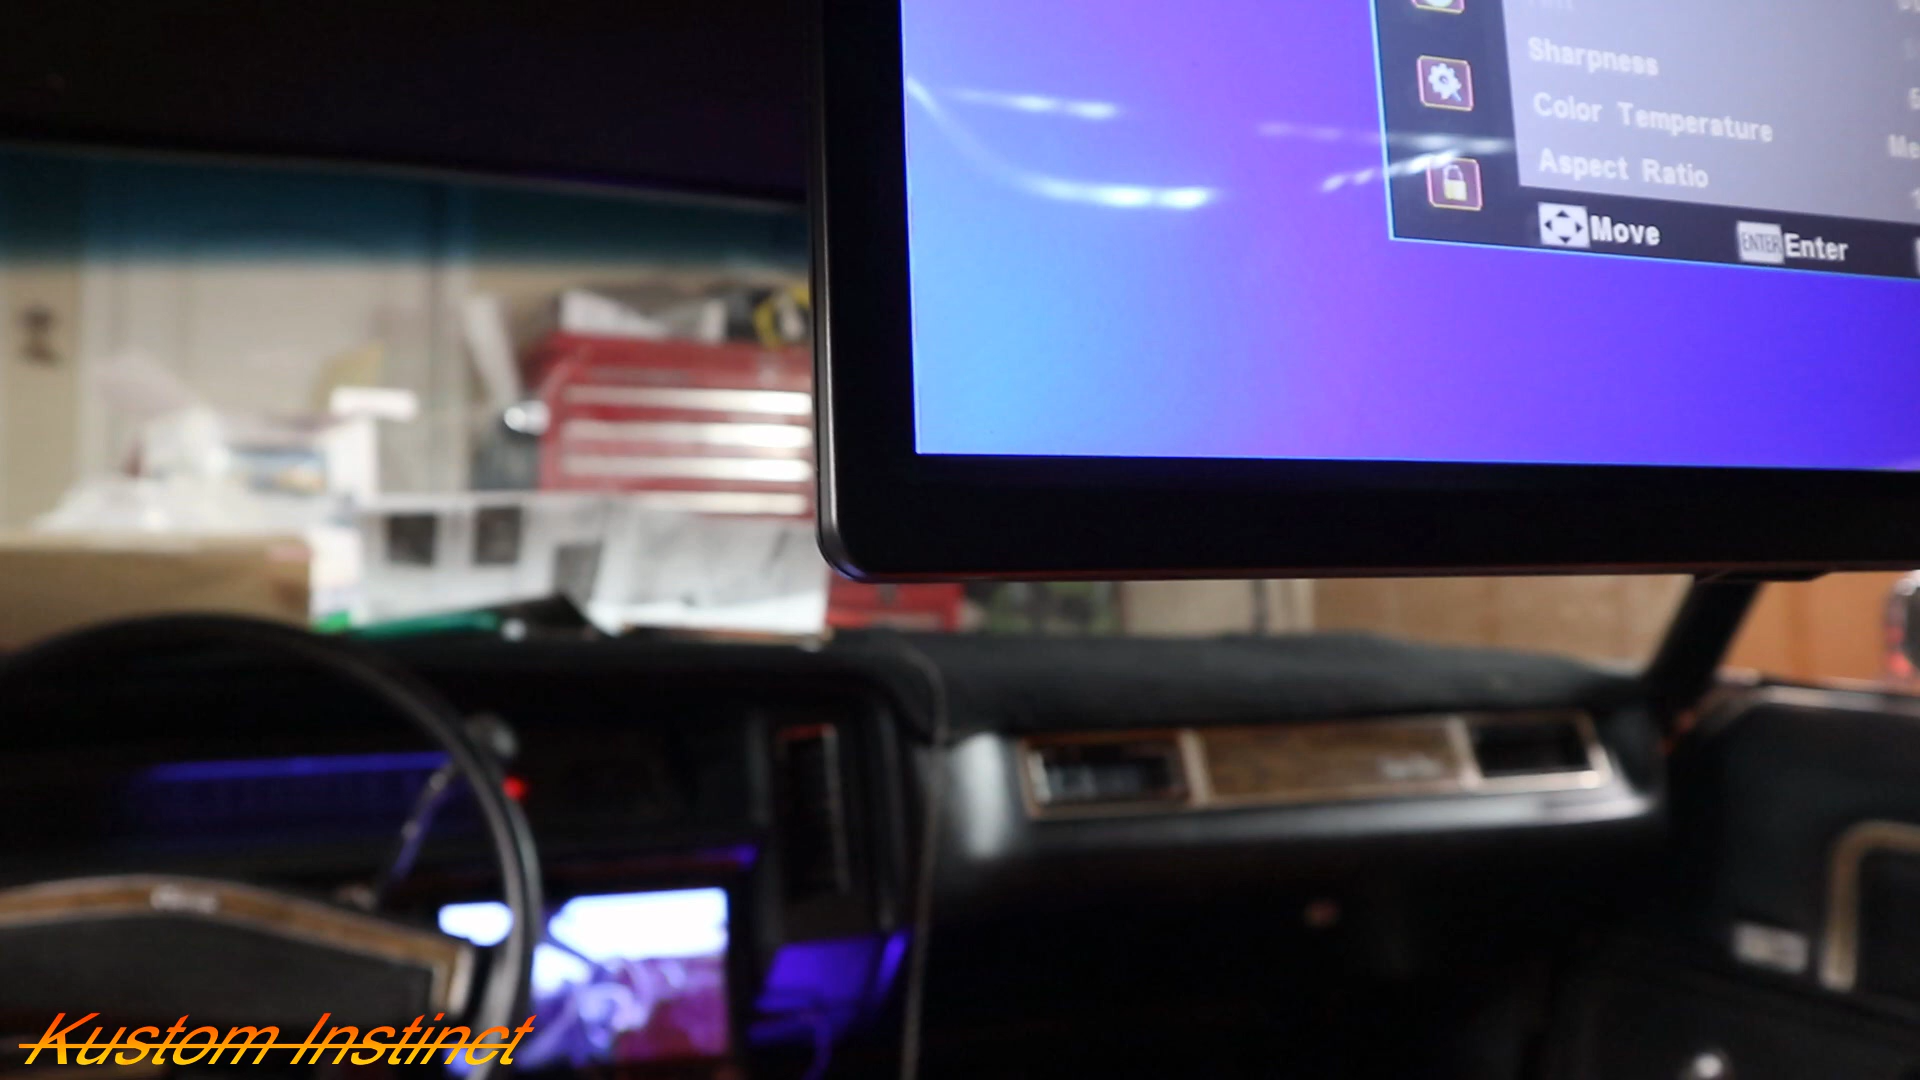 Sharpness
Color Temperature
Aspect Ratio
Move
ENTER Enter
Kustom Instinct